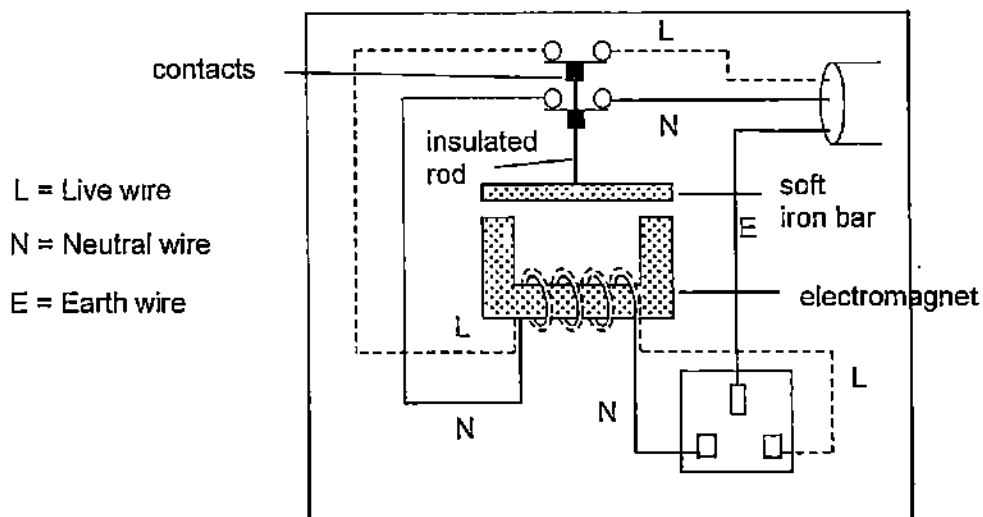 L
contacts
N
insulated
rod
L = Live wire
soft
iron bar
E
N = Neutral wire
E = Earth wire
electromagnet
L
L
N
N